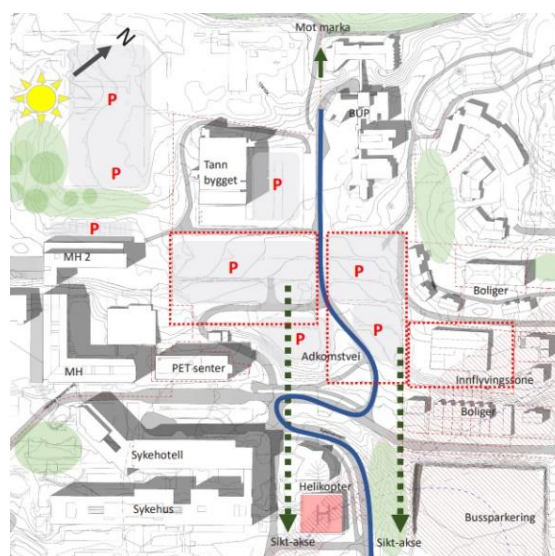 Mot marka
N
P
BUP
Tann
bygget
P
P
P
MH 2
P
P
Boliger
P
P
Adkomstvei
MH
PET senter
Innflyvingssone
Boliger
Sykehotell
Helikopter
Sykehus
H
Bussparkering
Sikt-akse
Sikt-akse